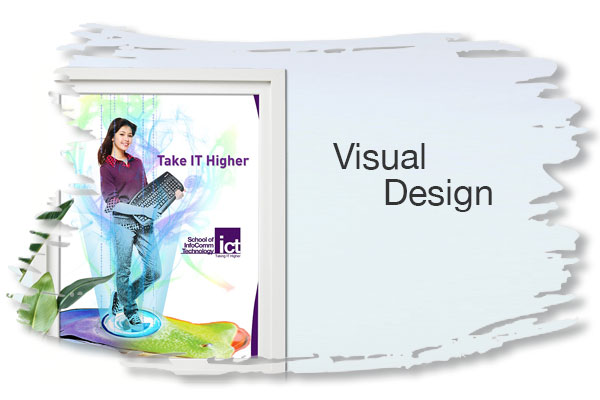 Take IT Higher
School of
InfoComm
Technology
ict
Taking IT Higher
Visual
Design